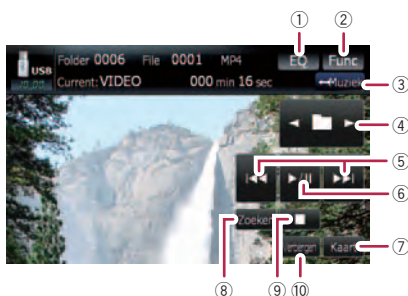 ① ②
EQ Func
USB Folder 0006 File 0001 MP4
Current: VIDEO 000 min 16 sec
Muziek ③
④
⑤
⑥
Zoeken
Kaart ⑦
⑧ ⑨ ⑩